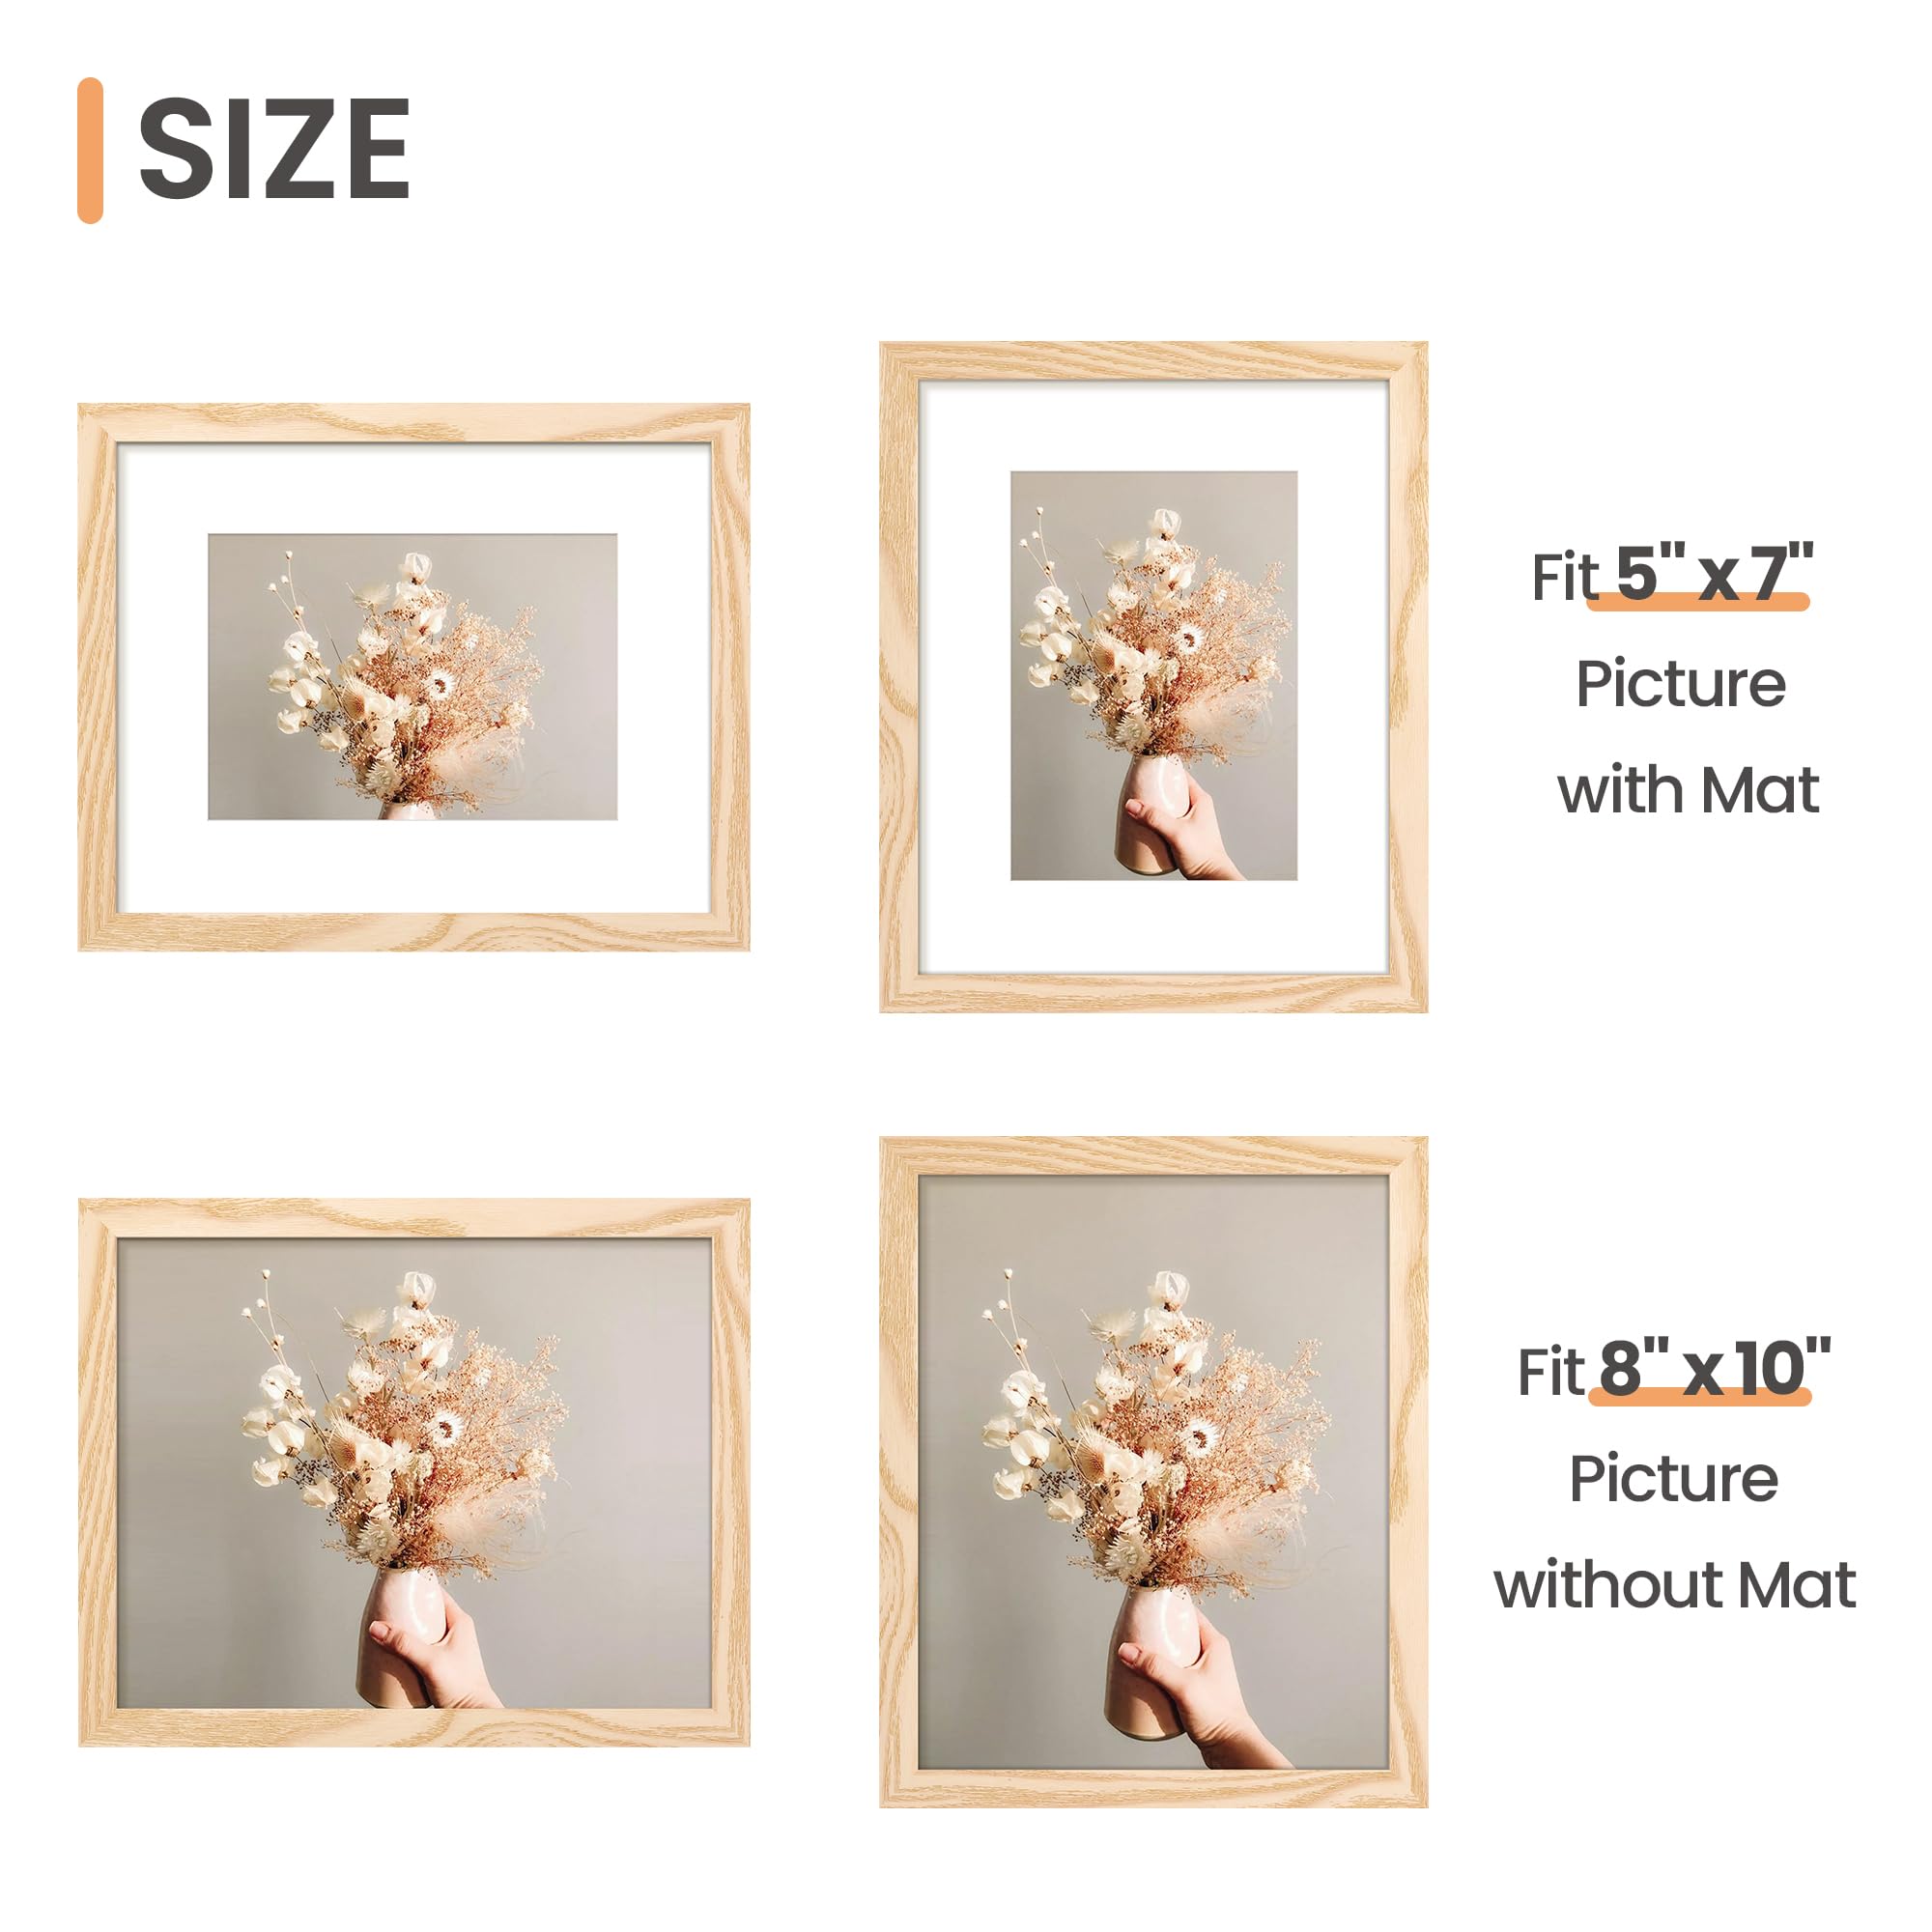 SIZE
Fit 5" x 7"
Picture
with Mat
Fit 8" x 10"
Picture
without Mat